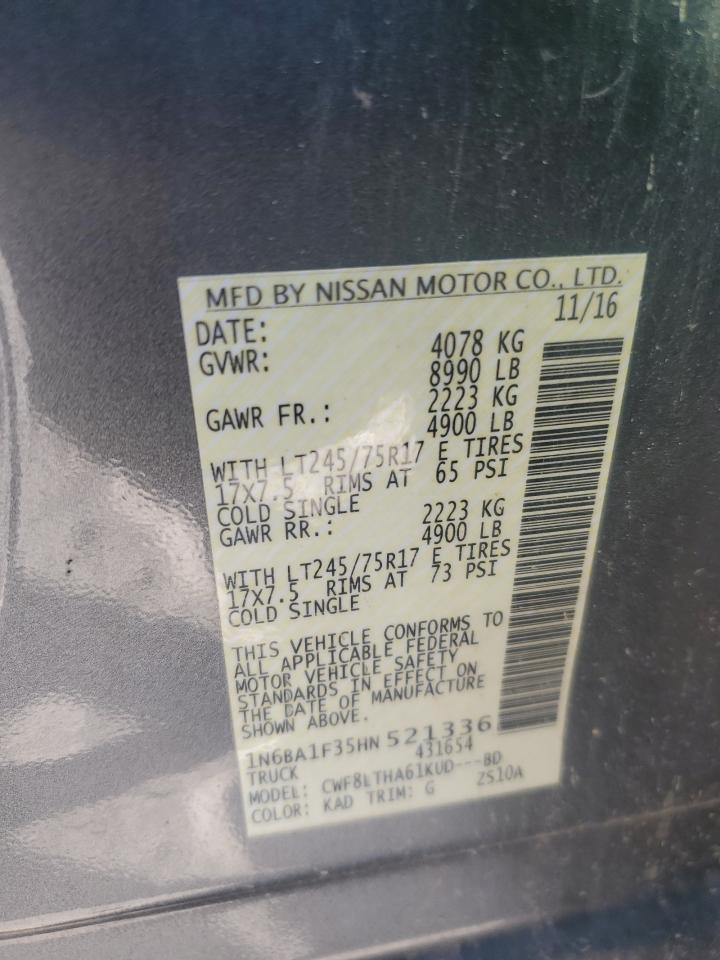 MFD BY NISSAN MOTOR CO., LTD.
DATE: 11/16
GVWR: 4078 KG
8990 LB
GAWR FR.: 2223 KG
4900 LB
WITH LT245/75R17 E TIRES
17X7.5 RIMS AT 65 PSI
COLD SINGLE
GAWR RR.: 2223 KG
4900 LB
WITH LT245/75R17 E TIRES
17X7.5 RIMS AT 73 PSI
COLD SINGLE
THIS VEHICLE CONFORMS TO
ALL APPLICABLE FEDERAL
MOTOR VEHICLE SAFETY
STANDARDS IN EFFECT ON
THE DATE OF MANUFACTURE
SHOWN ABOVE.
1N6BA1F35HN521336
TRUCK 431654
MODEL: CWF8LTHA61KUD---BD
COLOR: KAD TRIM: G ZS10A